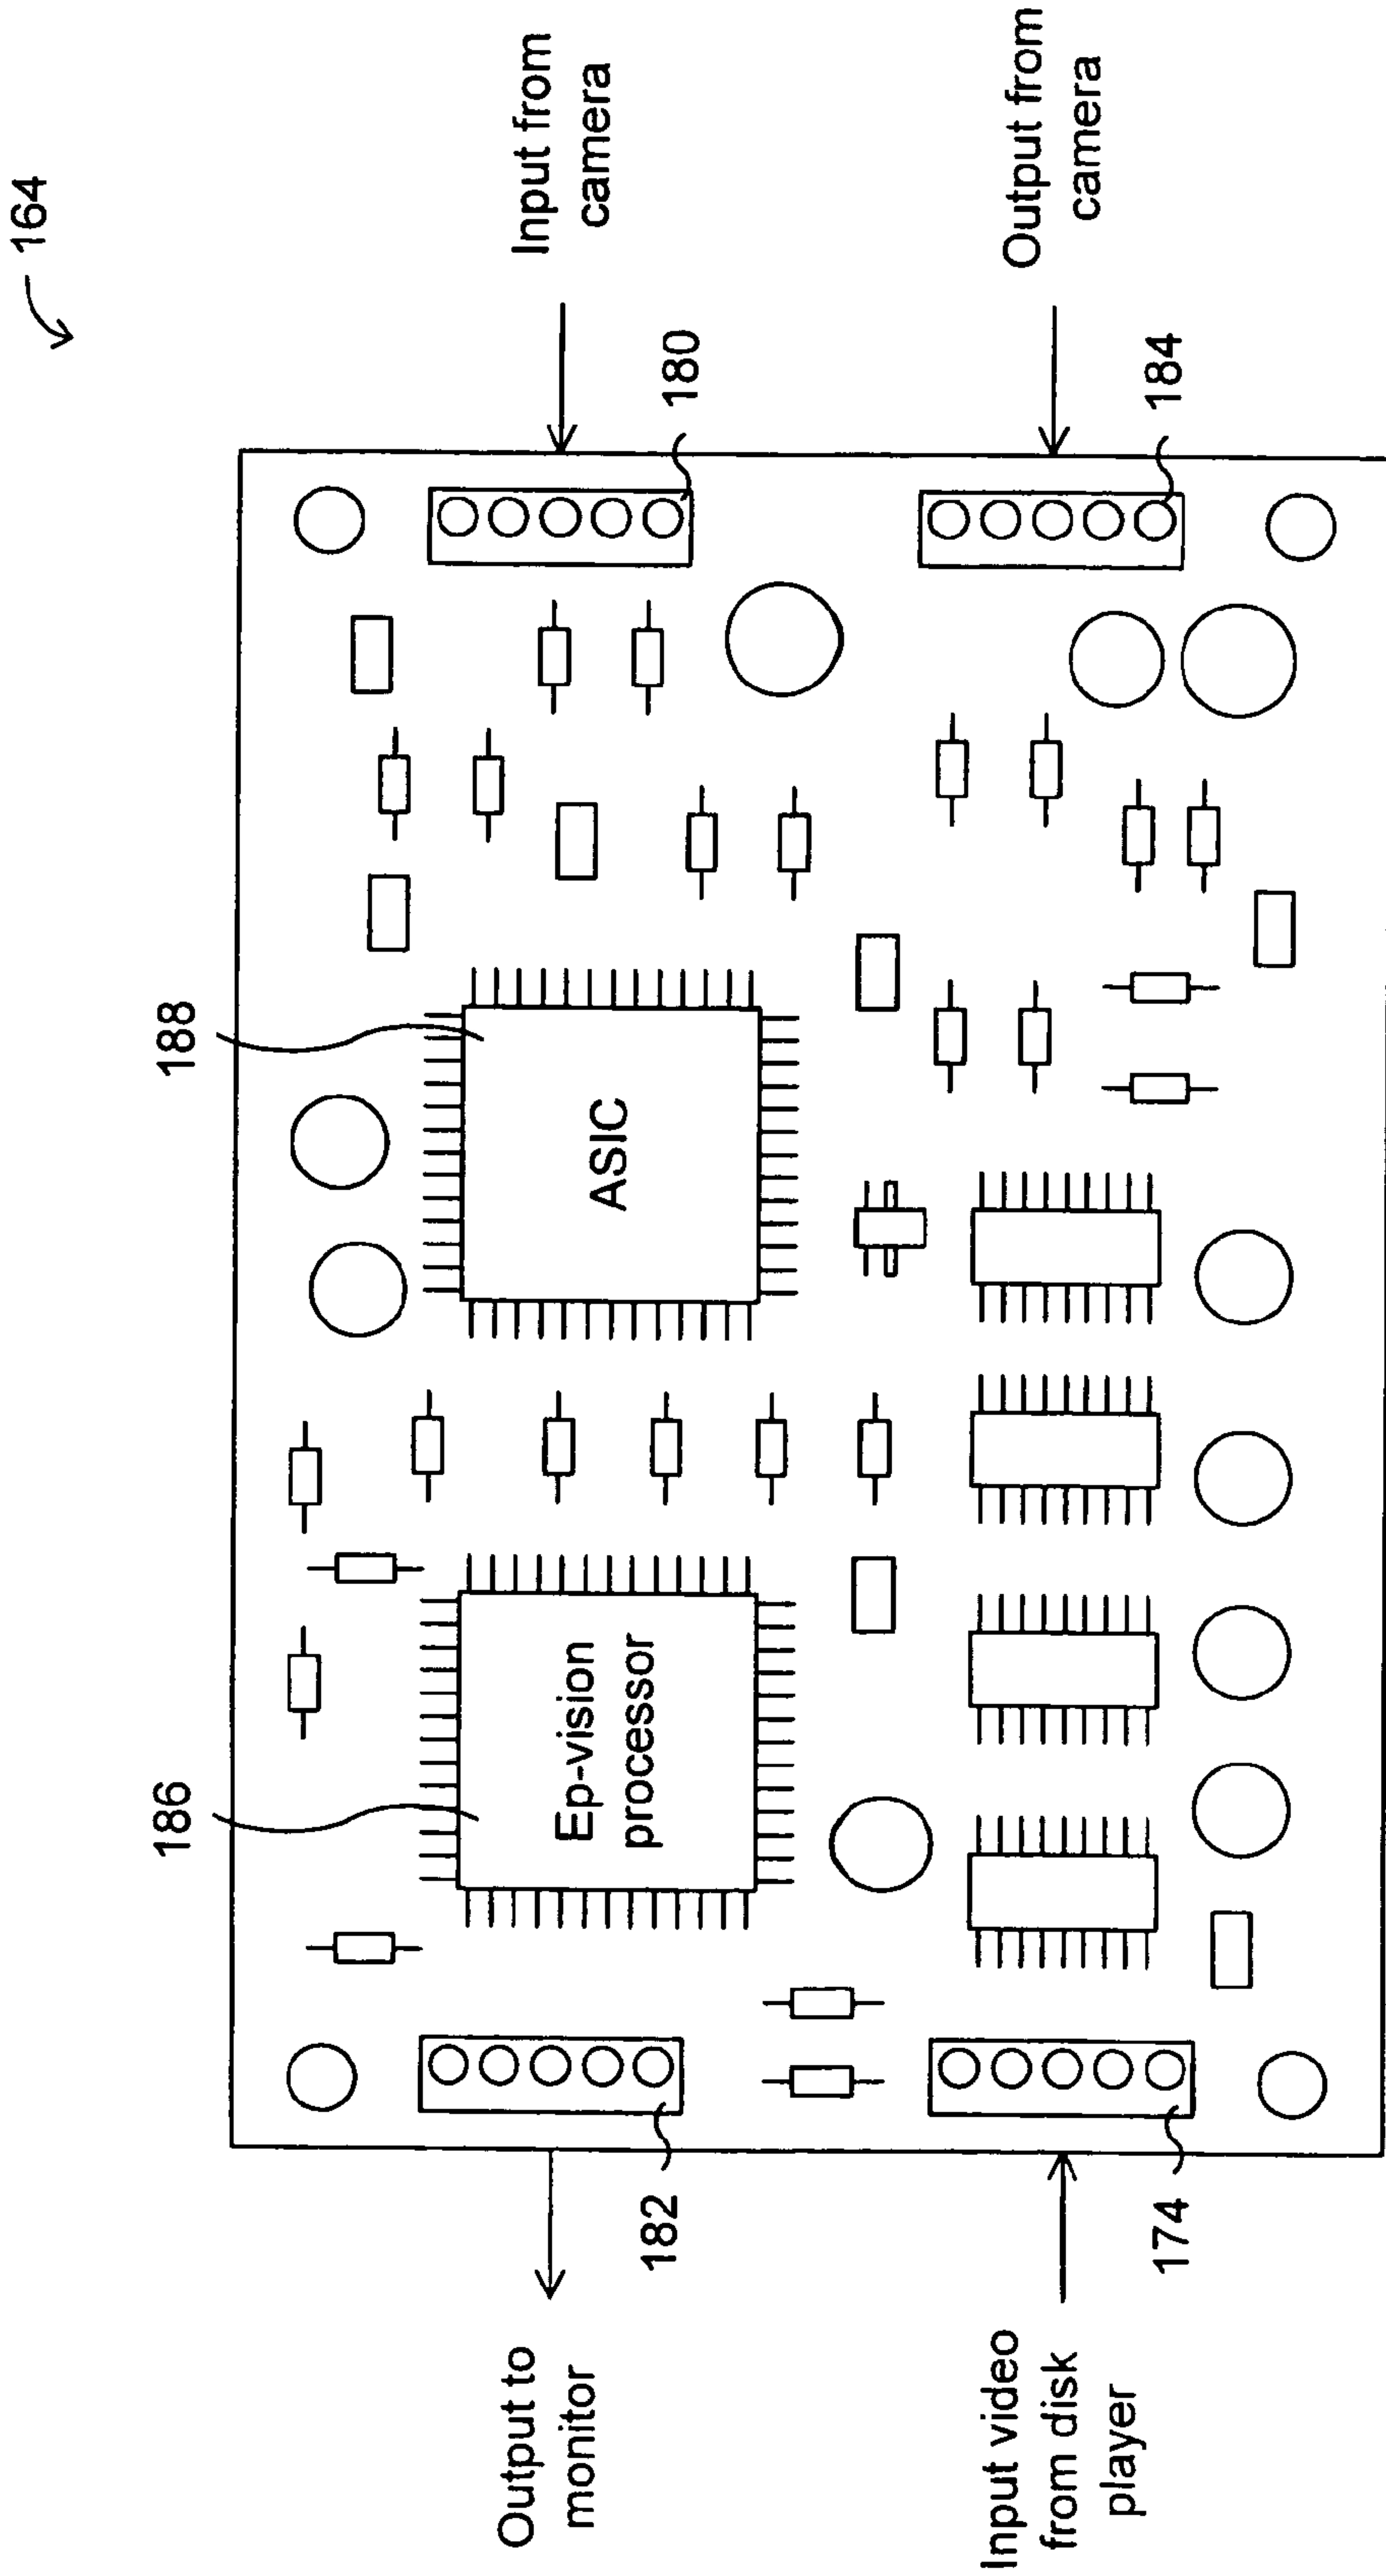 164
Input from
camera
180
Output from
camera
184
188
ASIC
186
Ep-vision
processor
Output to
monitor
182
Input video
from disk
player
174